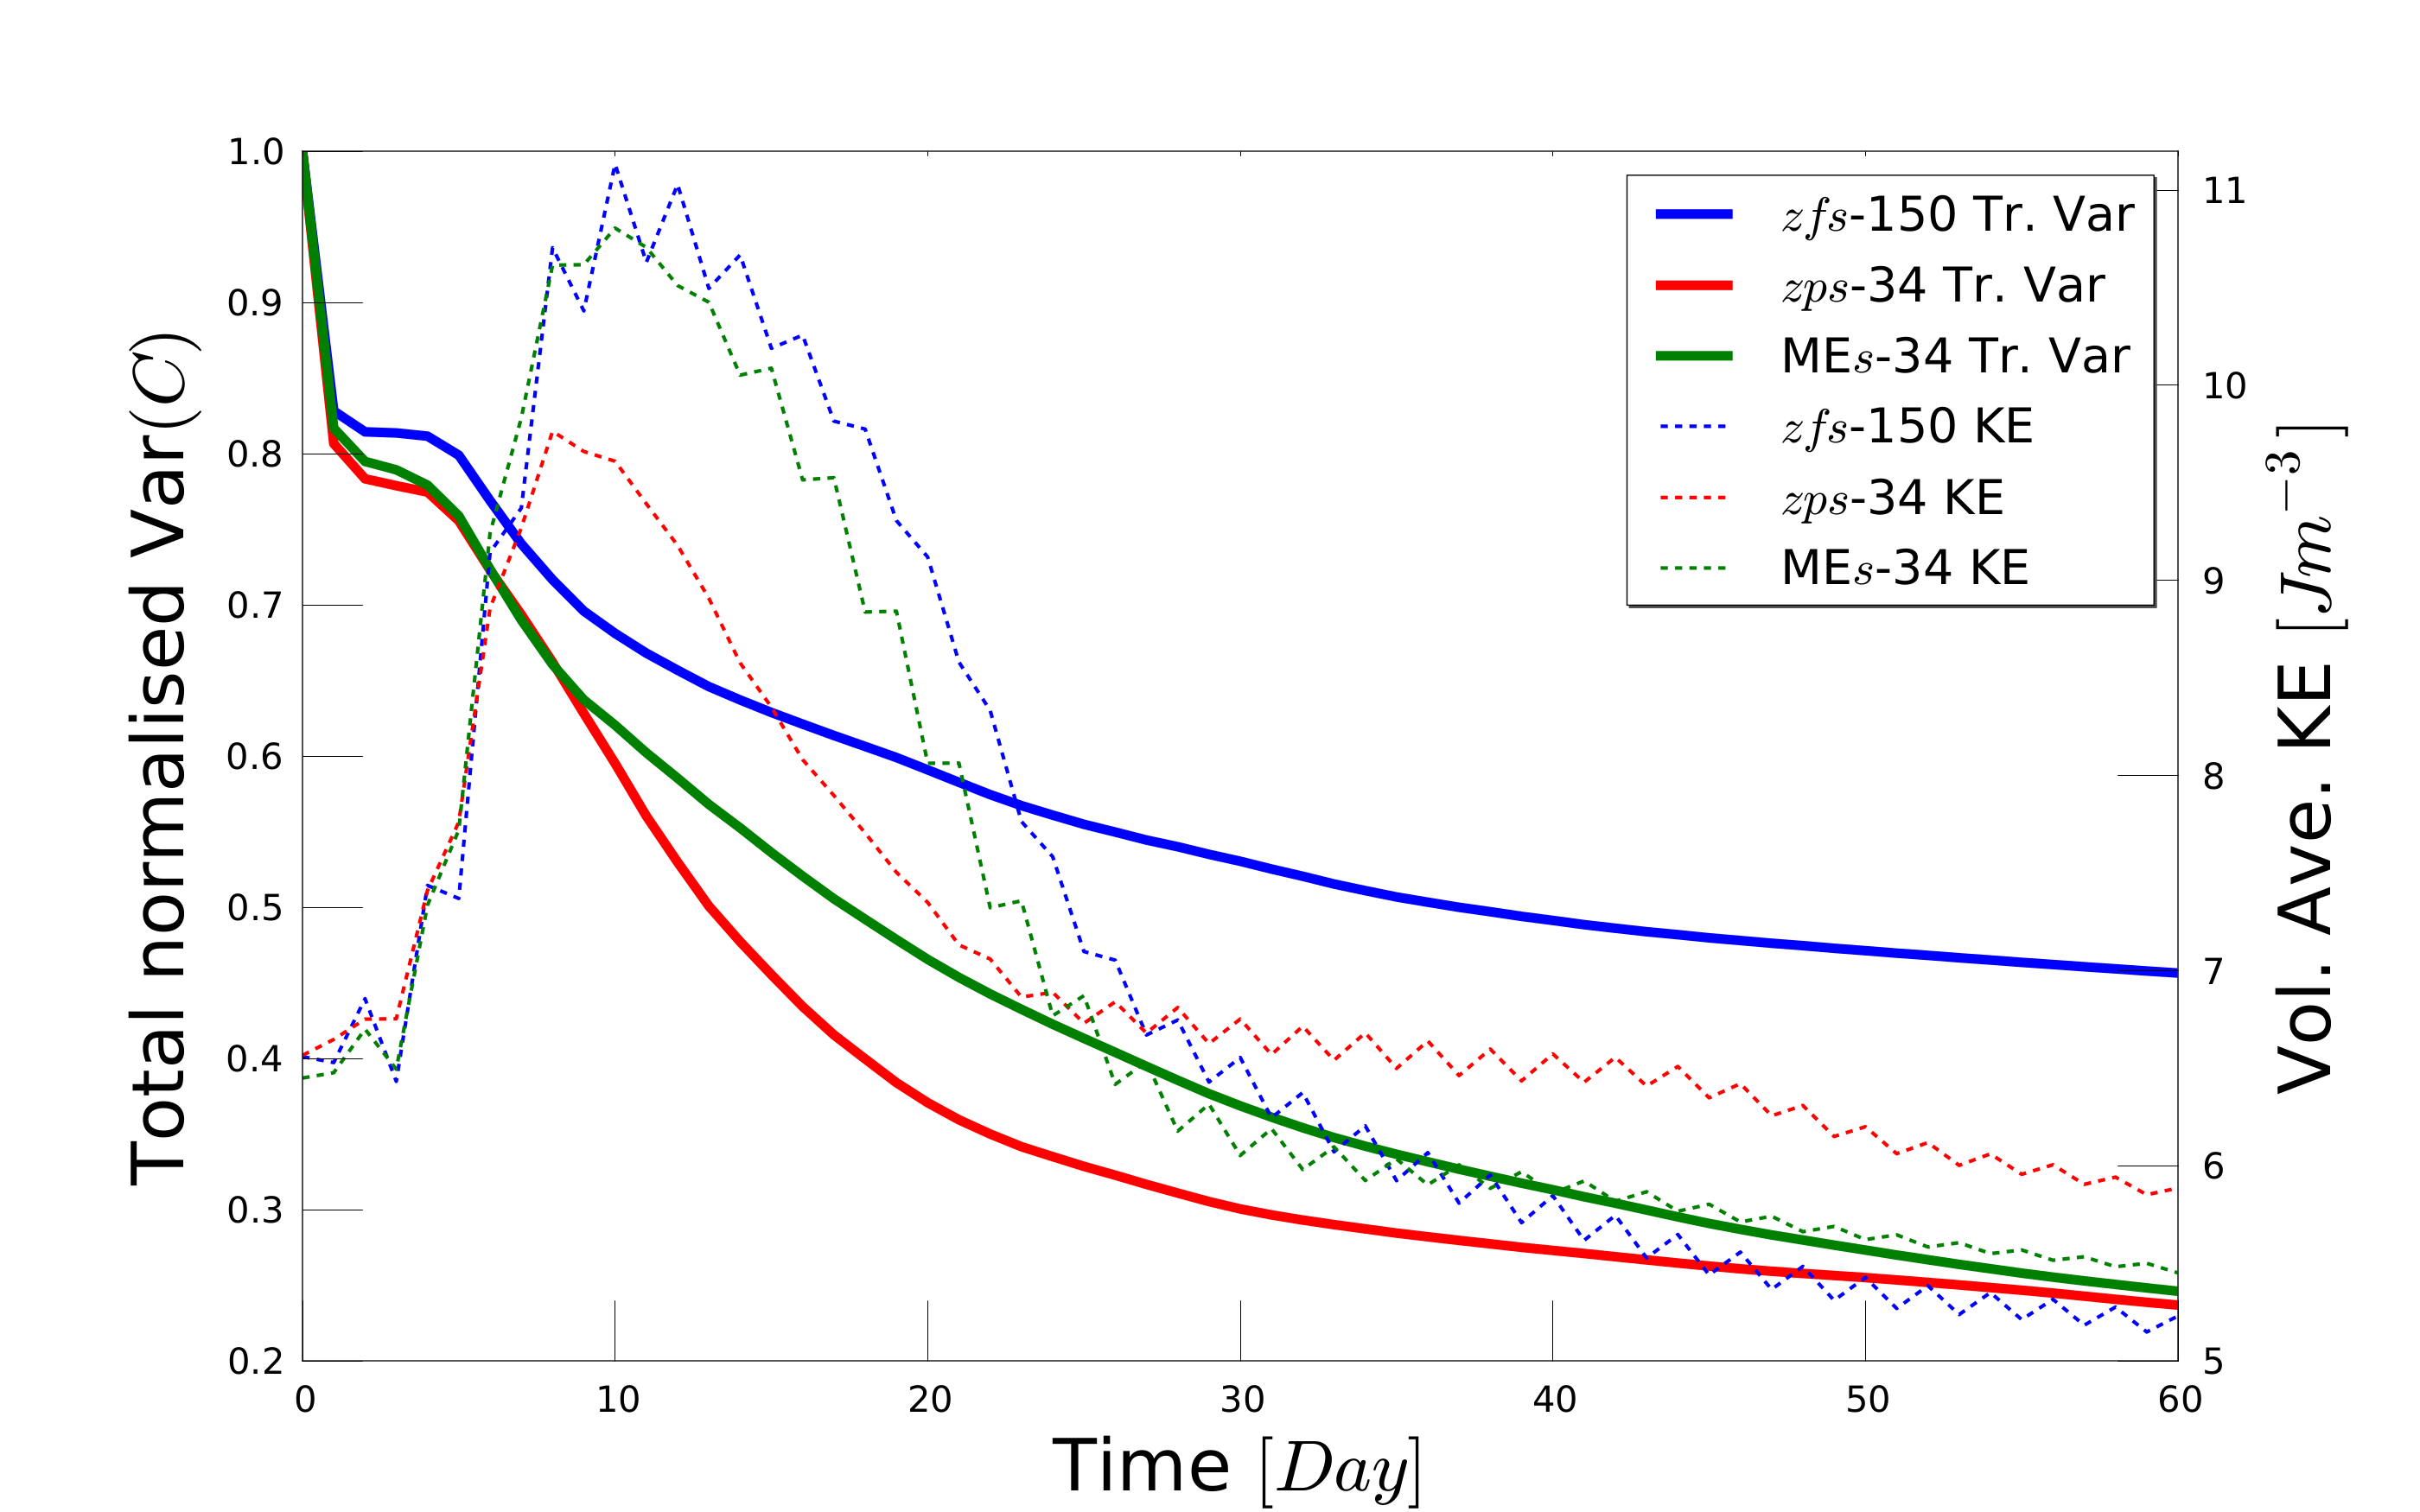 1.0
0.9
0.8
0.7
0.6
0.5
0.4
0.3
0.2
Total normalised Var(𝒞)
zfs-150 Tr. Var
zps-34 Tr. Var
MEs-34 Tr. Var
zfs-150 KE
zps-34 KE
MEs-34 KE
11
10
9
8
7
6
5
Vol. Ave. KE [Jm⁻³]
0 10 20 30 40 50 60
Time [Day]